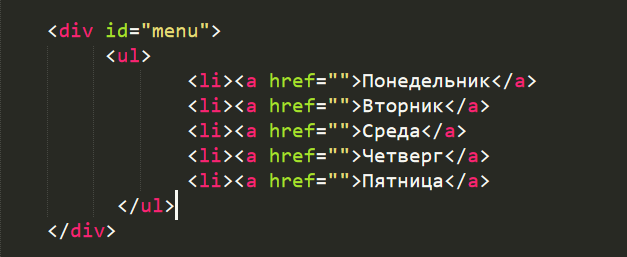 <div id="menu">
<ul>
<li><a href="">Понедельник</a>
<li><a href="">Вторник</a>
<li><a href="">Среда</a>
<li><a href="">Четверг</a>
<li><a href="">Пятница</a>
</ul>
</div>